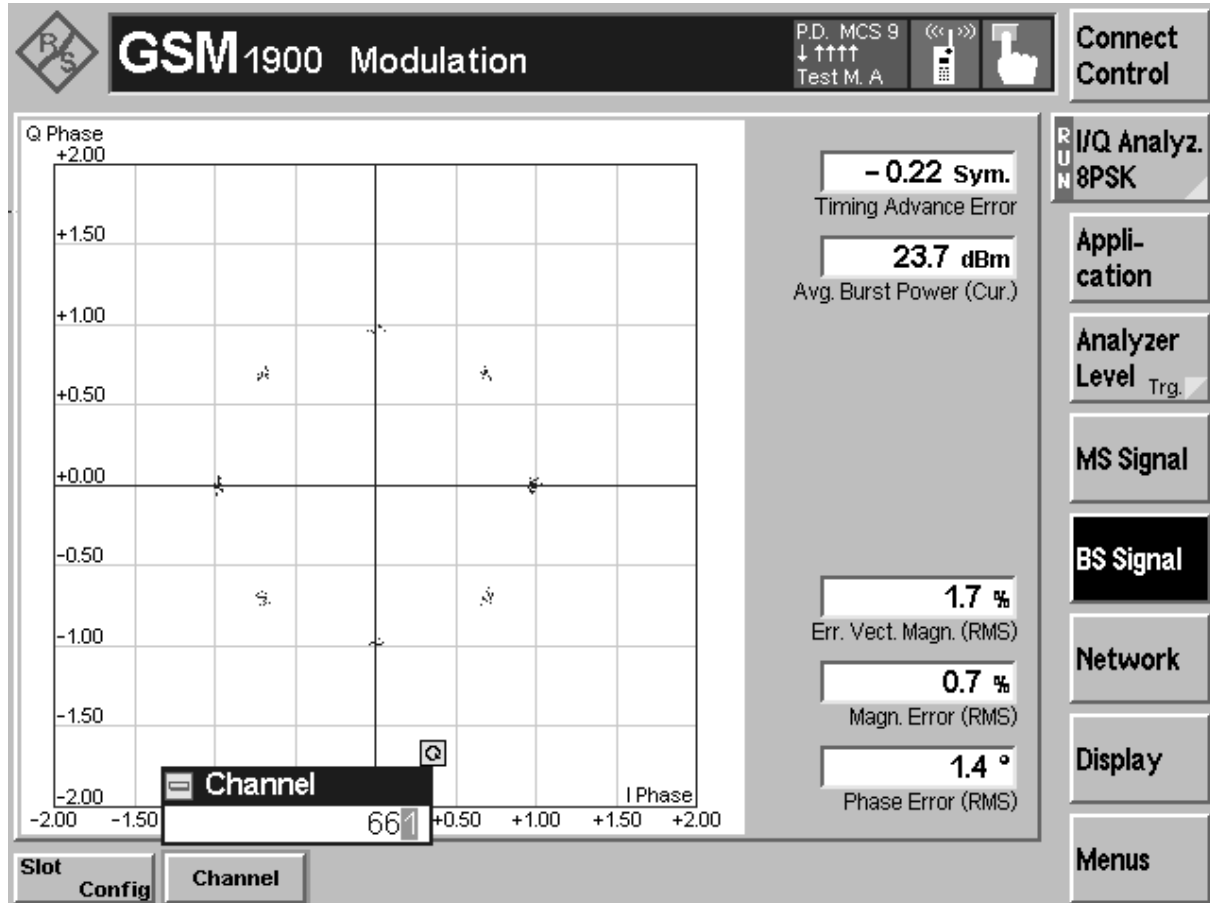 R/S
GSM 1900 Modulation
P.D. MCS 9
↓ ↑↑↑↑
Test M. A
Connect
Control
Q Phase
+2.00
+1.50
+1.00
+0.50
+0.00
-0.50
-1.00
-1.50
-2.00
I Phase
-2.00 -1.50 +0.50 +1.00 +1.50 +2.00
Q
Channel
661
- 0.22 Sym.
Timing Advance Error
23.7 dBm
Avg. Burst Power (Cur.)
1.7 %
Err. Vect. Magn. (RMS)
0.7 %
Magn. Error (RMS)
1.4 °
Phase Error (RMS)
RUN
I/Q Analyz.
8PSK
Appli-
cation
Analyzer
Level Trg.
MS Signal
BS Signal
Network
Display
Menus
Slot
Config
Channel